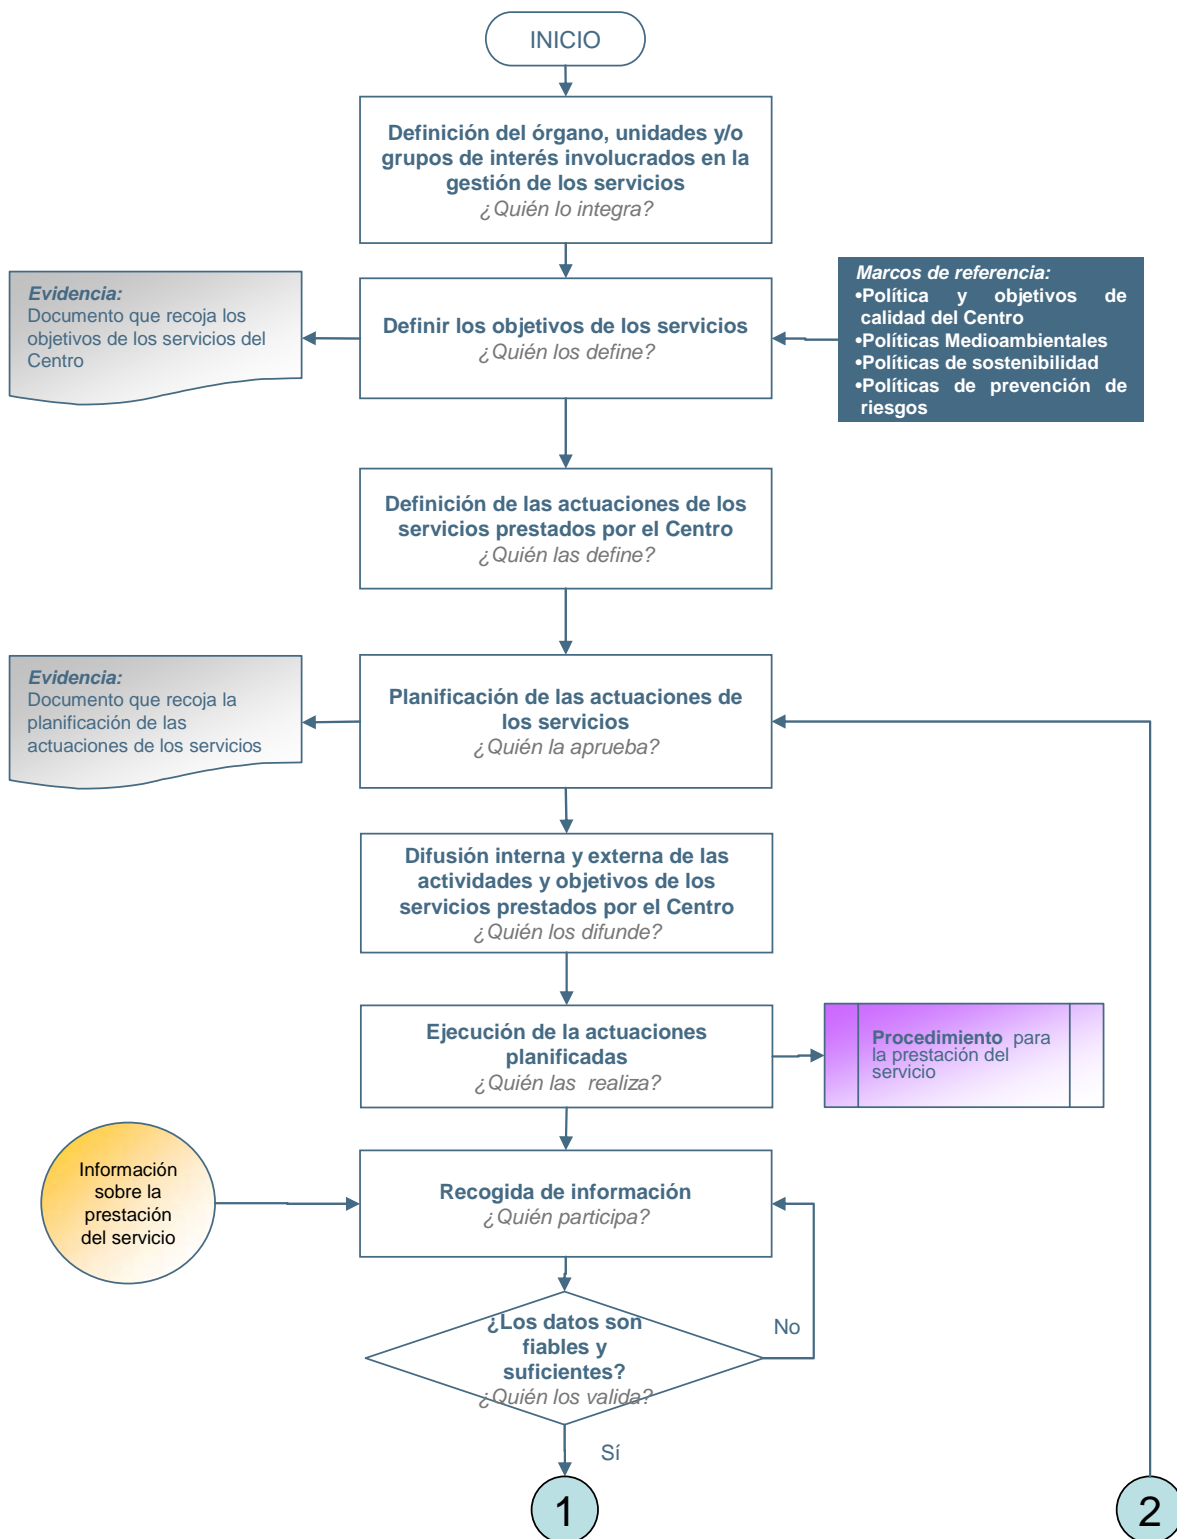 INICIO
Definición del órgano, unidades y/o
grupos de interés involucrados en la
gestión de los servicios
¿Quién lo integra?
Evidencia:
Documento que recoja los
objetivos de los servicios del
Centro
Definir los objetivos de los servicios
¿Quién los define?
Marcos de referencia:
•Política y objetivos de
calidad del Centro
•Políticas Medioambientales
•Políticas de sostenibilidad
•Políticas de prevención de
riesgos
Definición de las actuaciones de los
servicios prestados por el Centro
¿Quién las define?
Evidencia:
Documento que recoja la
planificación de las
actuaciones de los servicios
Planificación de las actuaciones de
los servicios
¿Quién la aprueba?
Difusión interna y externa de las
actividades y objetivos de los
servicios prestados por el Centro
¿Quién los difunde?
Ejecución de la actuaciones
planificadas
¿Quién las realiza?
Procedimiento para
la prestación del
servicio
Información
sobre la
prestación
del servicio
Recogida de información
¿Quién participa?
¿Los datos son
fiables y
suficientes?
¿Quién los valida?
No
Sí
1
2